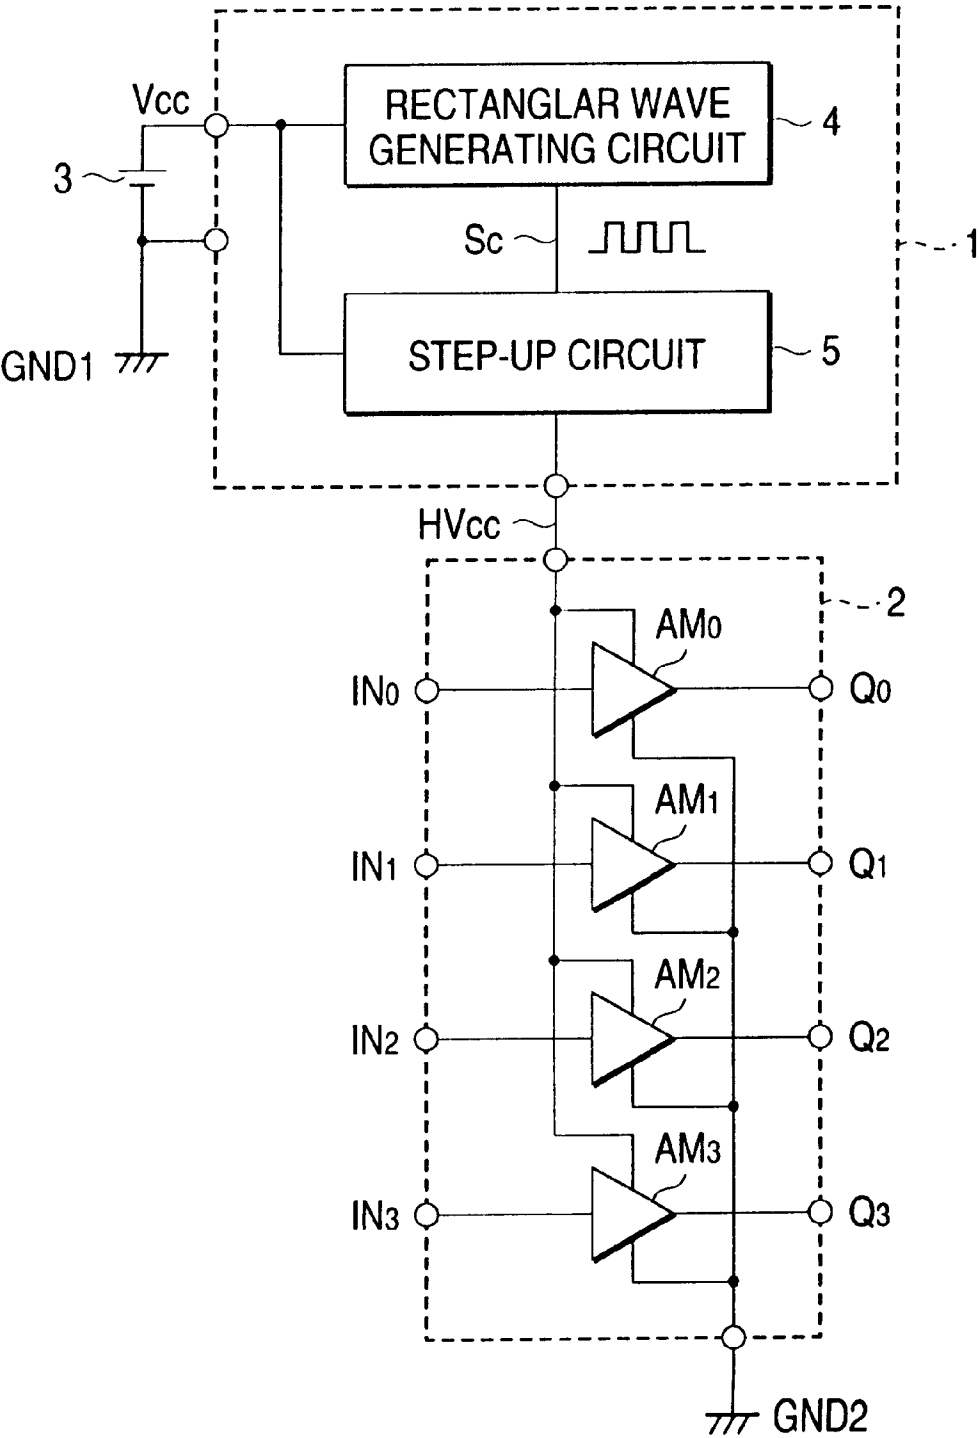 Vcc
RECTANGLAR WAVE
GENERATING CIRCUIT
4
3
Sc
1
GND1
STEP-UP CIRCUIT
5
HVcc
2
AM0
IN0
Q0
AM1
IN1
Q1
AM2
IN2
Q2
AM3
IN3
Q3
GND2